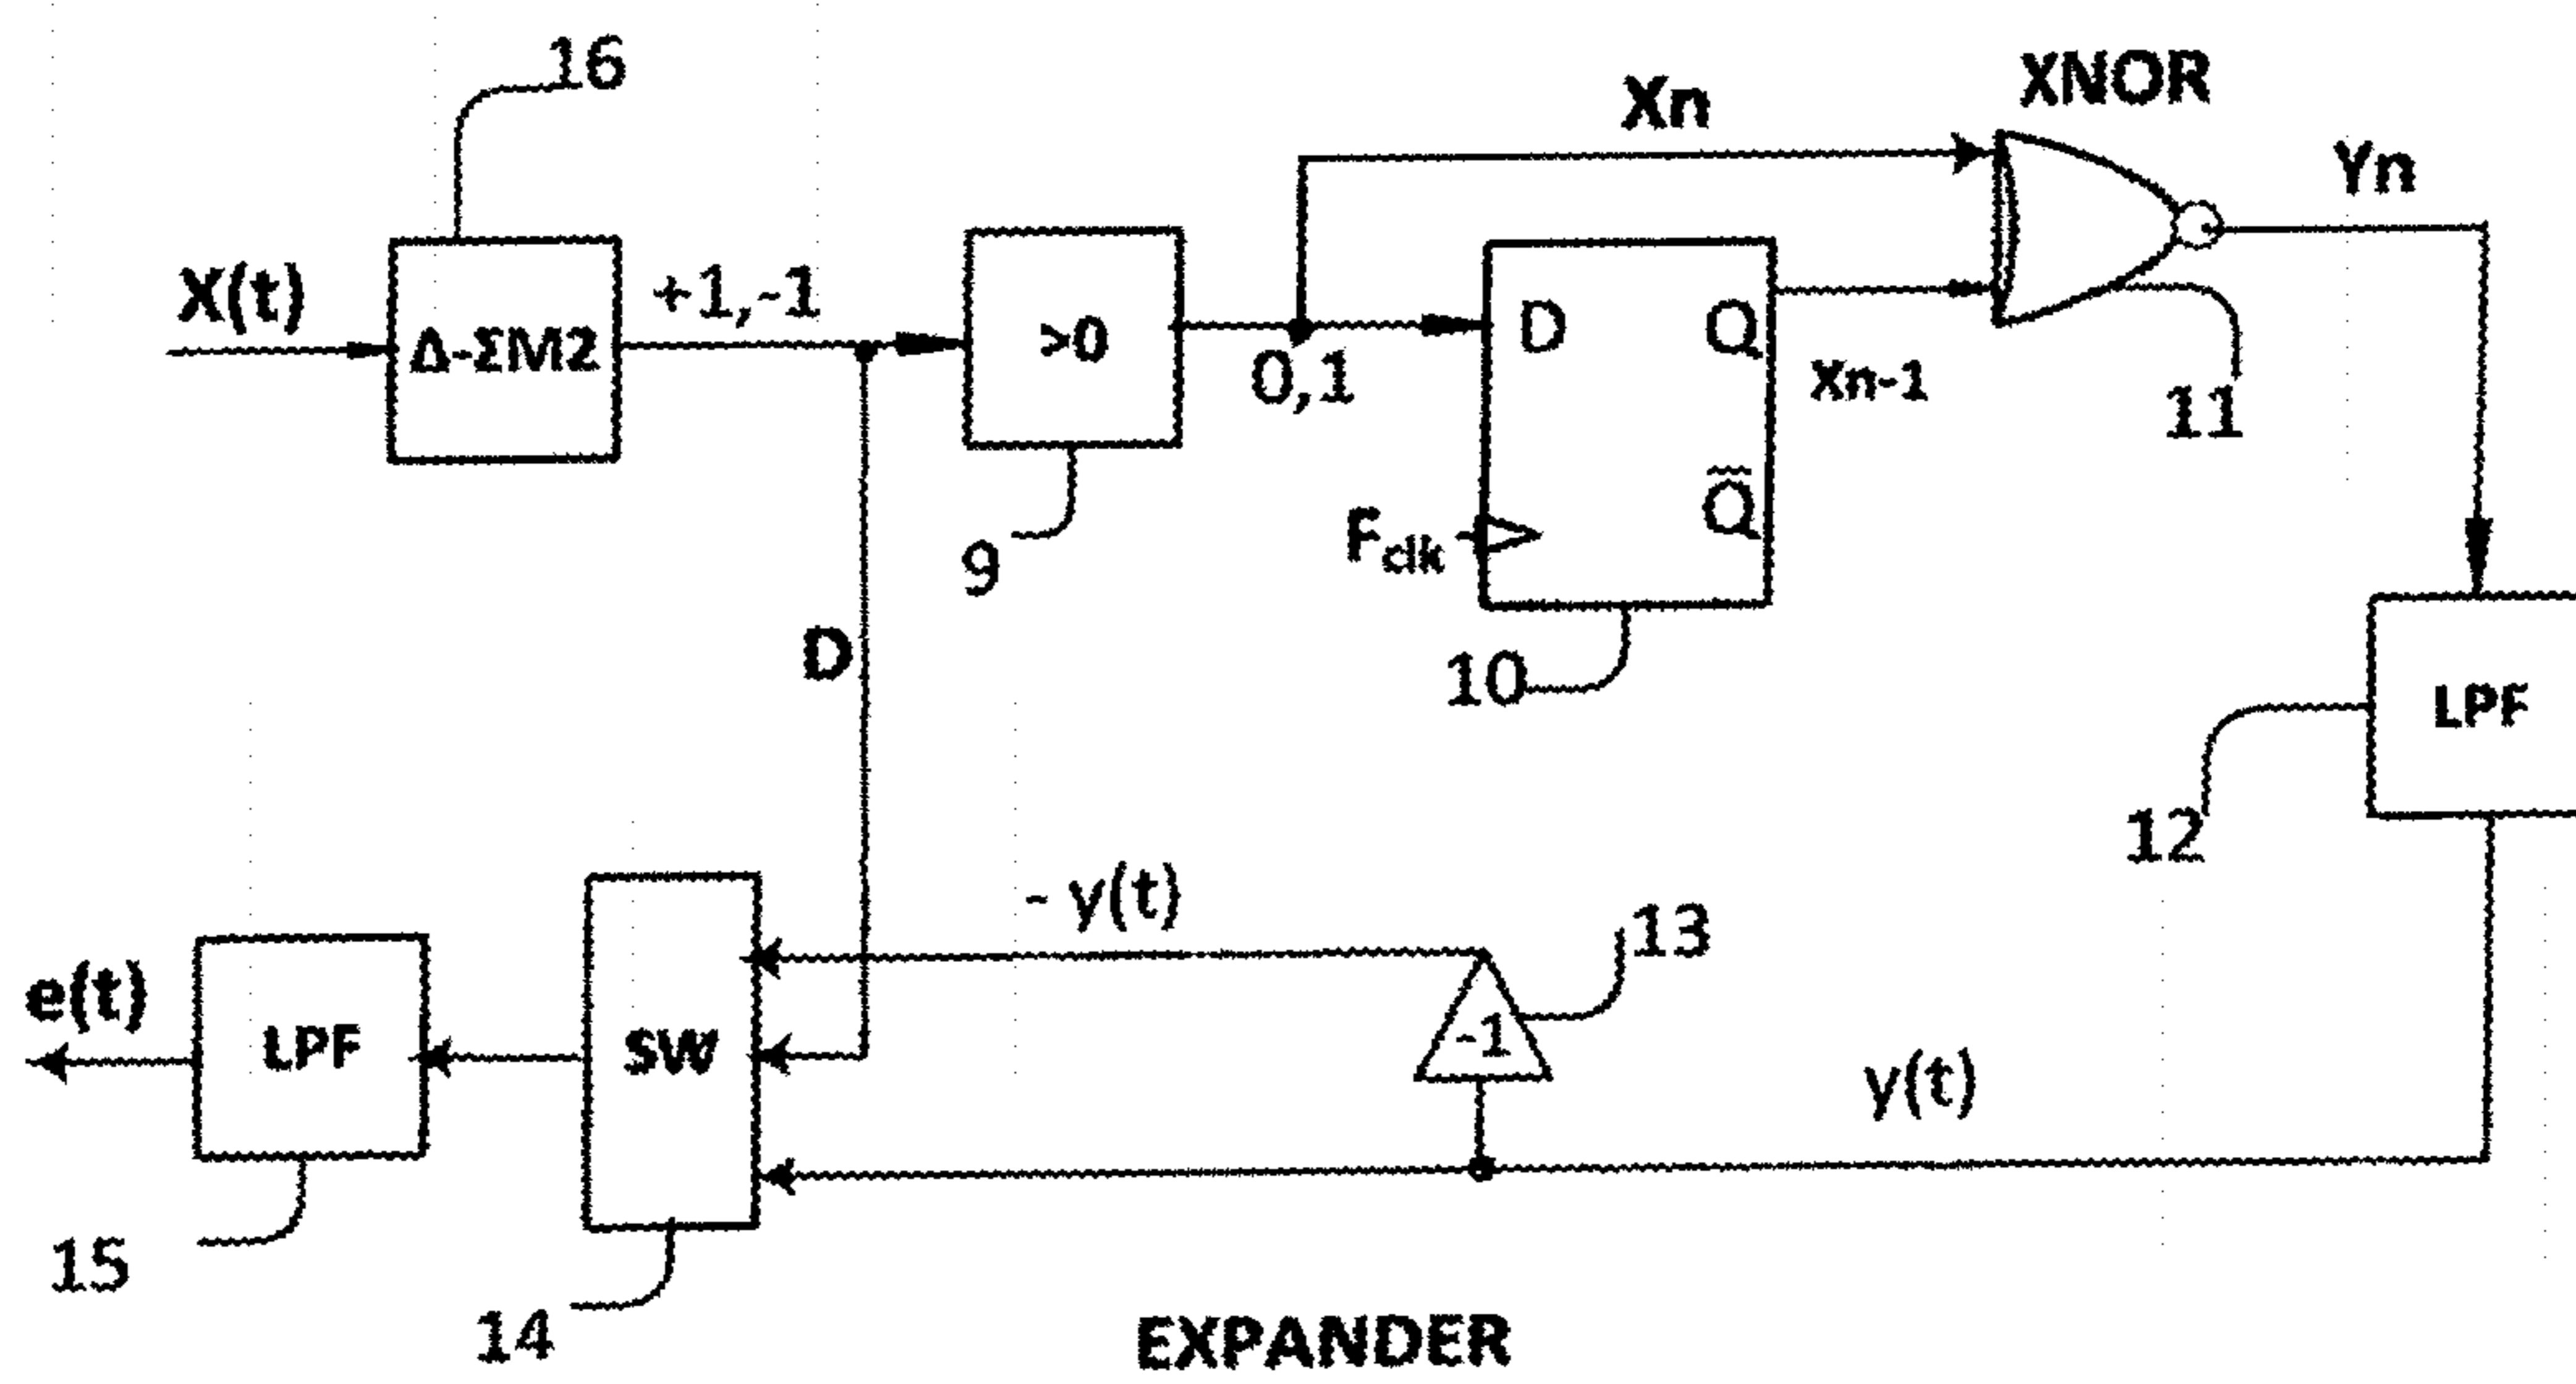 16
XNOR
Xn
Yn
X(t)
Δ-ΣM2
+1,-1
>0
0,1
D
Q
Xn-1
11
Q̅
F_clk
9
10
D
LPF
12
- y(t)
13
e(t)
LPF
SW
-1
y(t)
15
14
EXPANDER